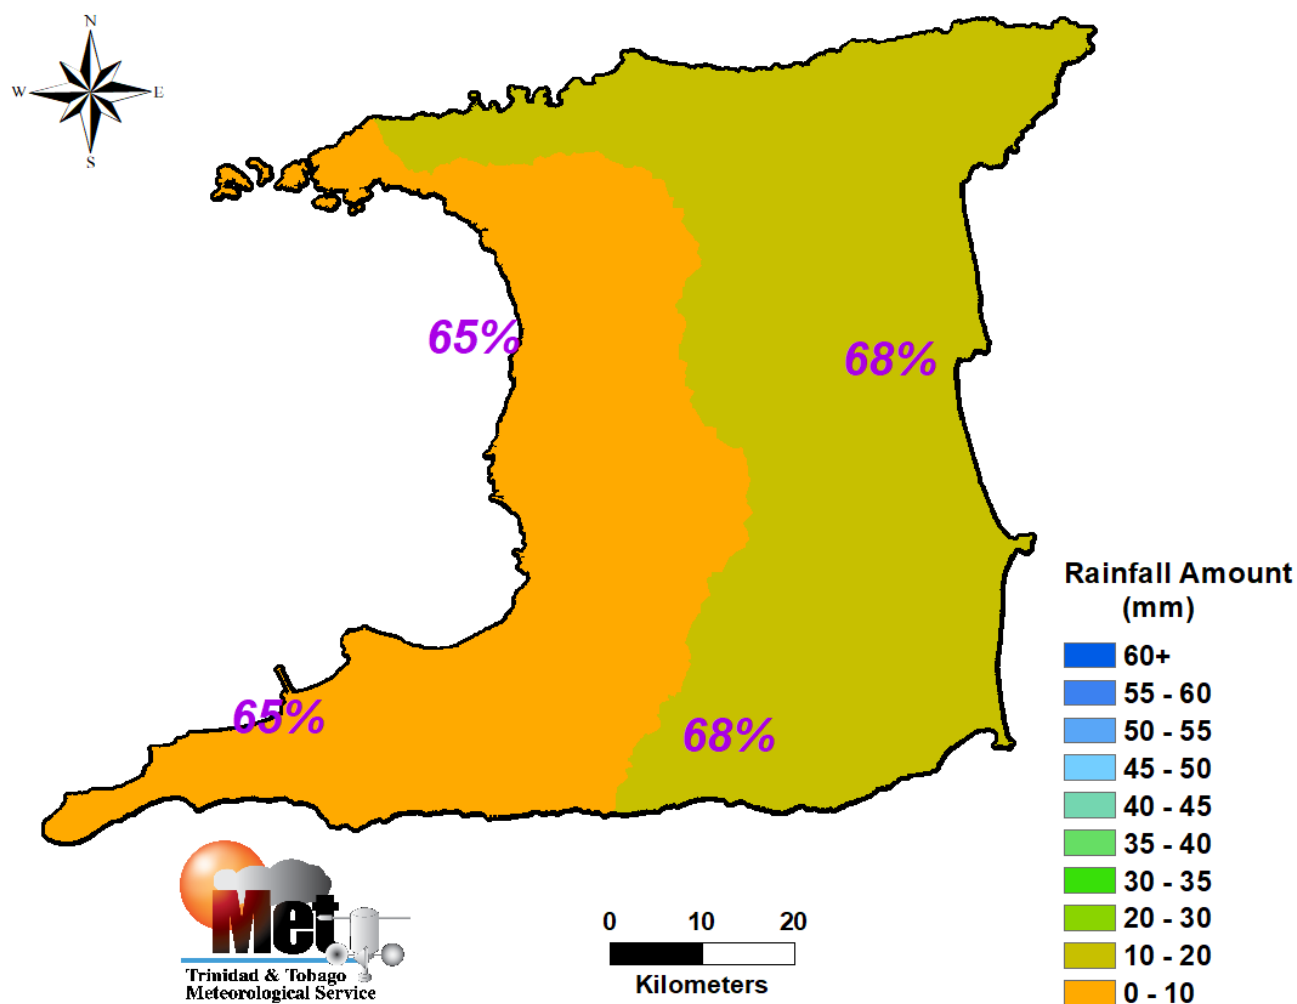 N
W E
S
65%
68%
65%
68%
Rainfall Amount
(mm)
60+
55 - 60
50 - 55
45 - 50
40 - 45
35 - 40
30 - 35
20 - 30
10 - 20
0 - 10
Met
Trinidad & Tobago
Meteorological Service
0 10 20
Kilometers